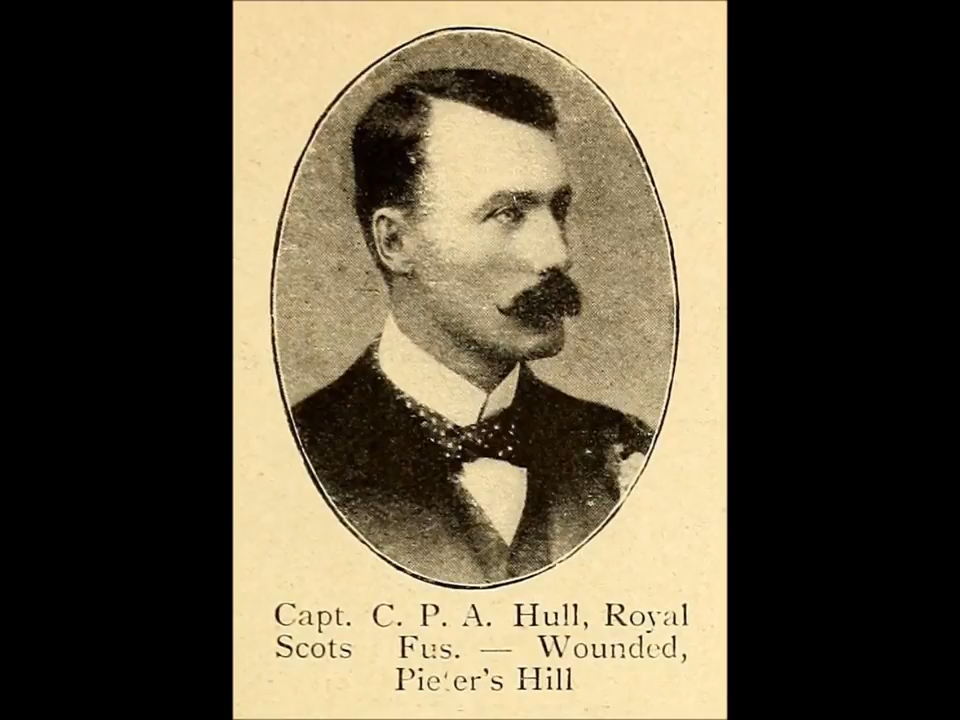 Capt. C. P. A. Hull, Royal
Scots Fus. — Wounded,
Pieter's Hill